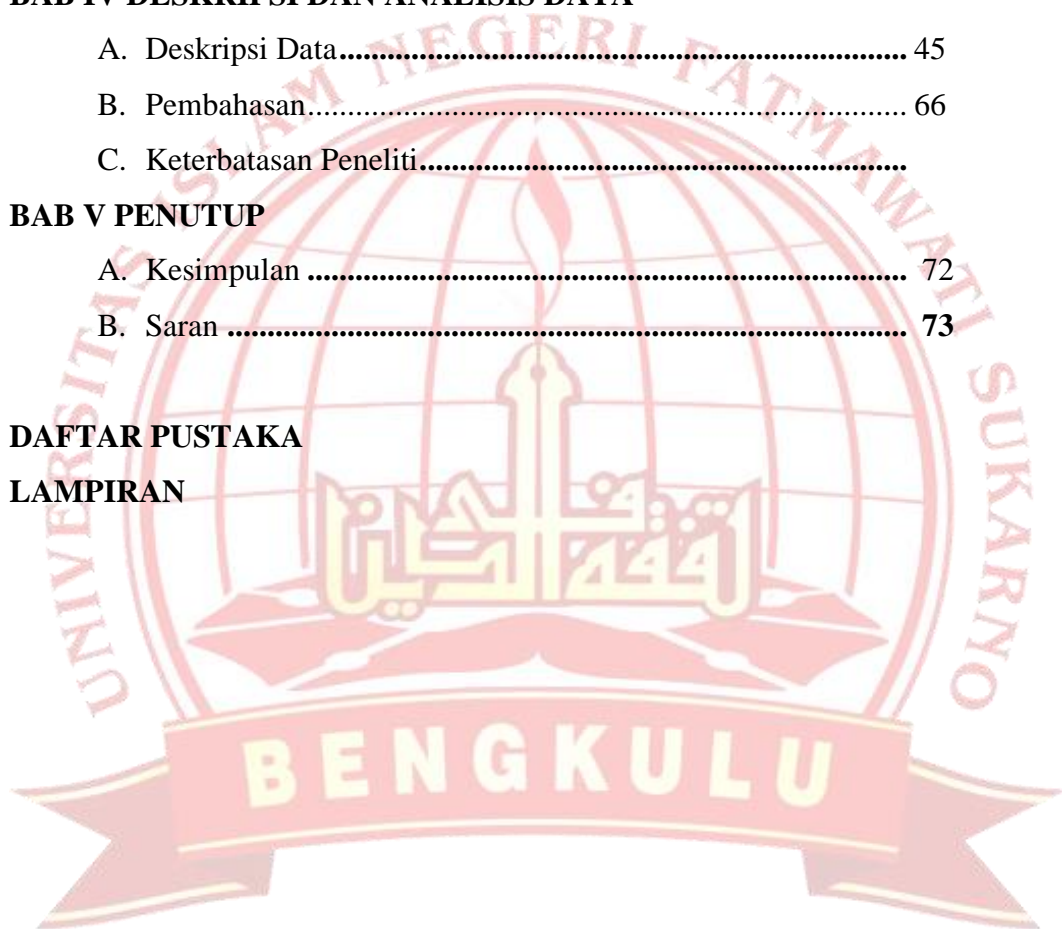 BAB IV DESKRIPSI DAN ANALISIS DATA
A. Deskripsi Data....................................................................... 45
B. Pembahasan........................................................................... 66
C. Keterbatasan Peneliti.............................................................
BAB V PENUTUP
A. Kesimpulan ........................................................................... 72
B. Saran ..................................................................................... 73
DAFTAR PUSTAKA
LAMPIRAN
UNIVERSITAS ISLAM NEGERI FATMAWATI SUKARNO
BENGKULU